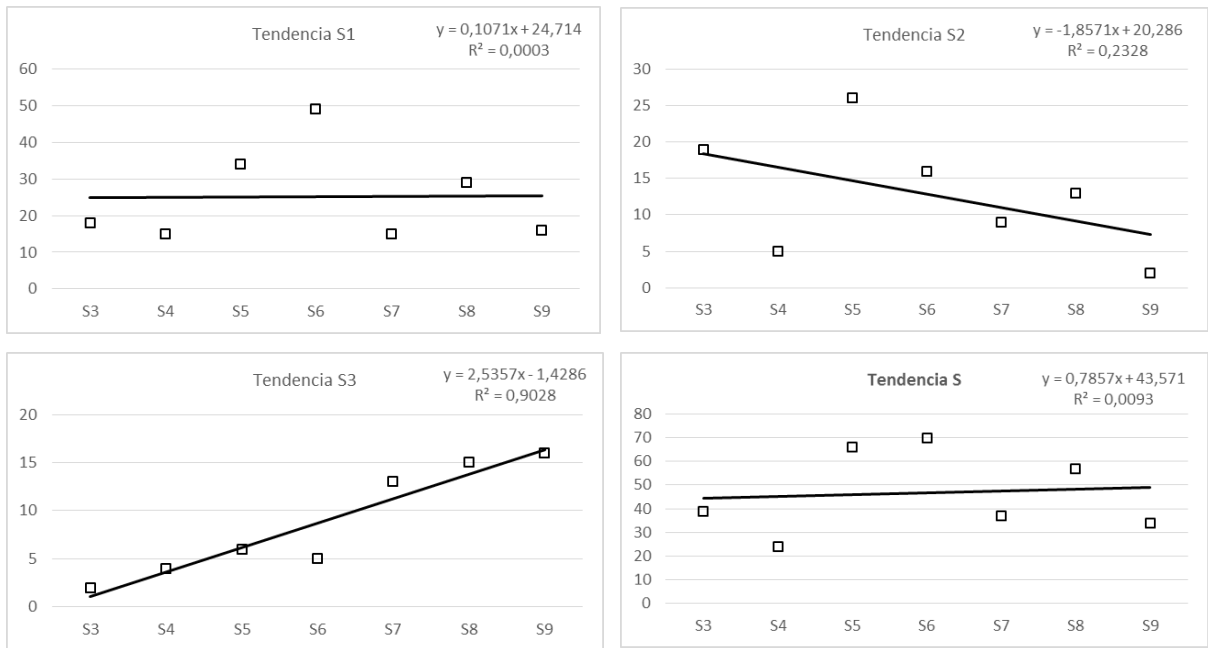 Tendencia S1
y = 0,1071x + 24,714
R² = 0,0003
60
50
40
30
20
10
0
S3 S4 S5 S6 S7 S8 S9
Tendencia S2
y = -1,8571x + 20,286
R² = 0,2328
30
25
20
15
10
5
0
S3 S4 S5 S6 S7 S8 S9
Tendencia S3
y = 2,5357x - 1,4286
R² = 0,9028
20
15
10
5
0
S3 S4 S5 S6 S7 S8 S9
Tendencia S
y = 0,7857x + 43,571
R² = 0,0093
80
70
60
50
40
30
20
10
0
S3 S4 S5 S6 S7 S8 S9